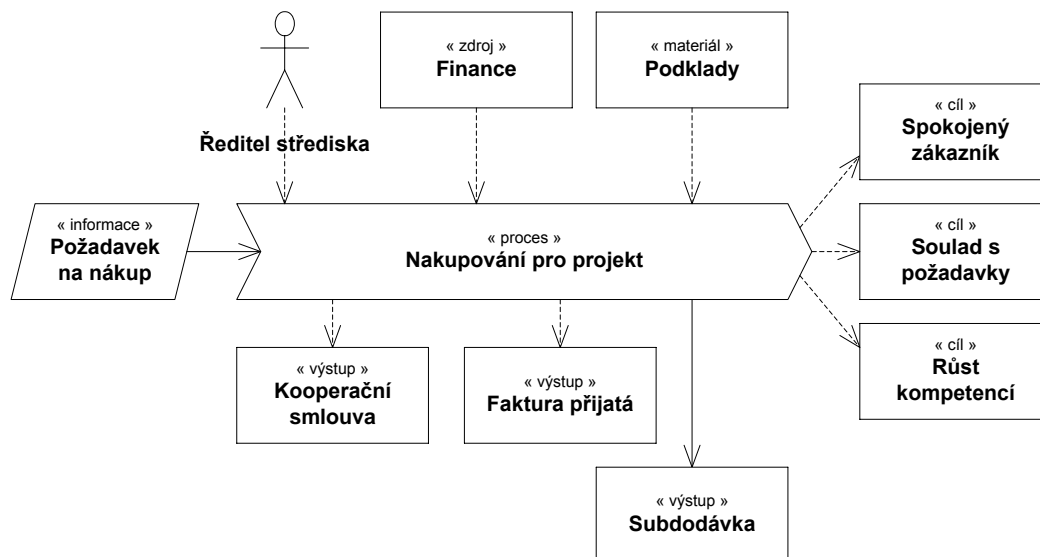 « zdroj »
Finance
« materiál »
Podklady
Ředitel střediska
« cíl »
Spokojený
zákazník
« informace »
Požadavek
na nákup
« proces »
Nakupování pro projekt
« cíl »
Soulad s
požadavky
« výstup »
Kooperační
smlouva
« výstup »
Faktura přijatá
« cíl »
Růst
kompetencí
« výstup »
Subdodávka